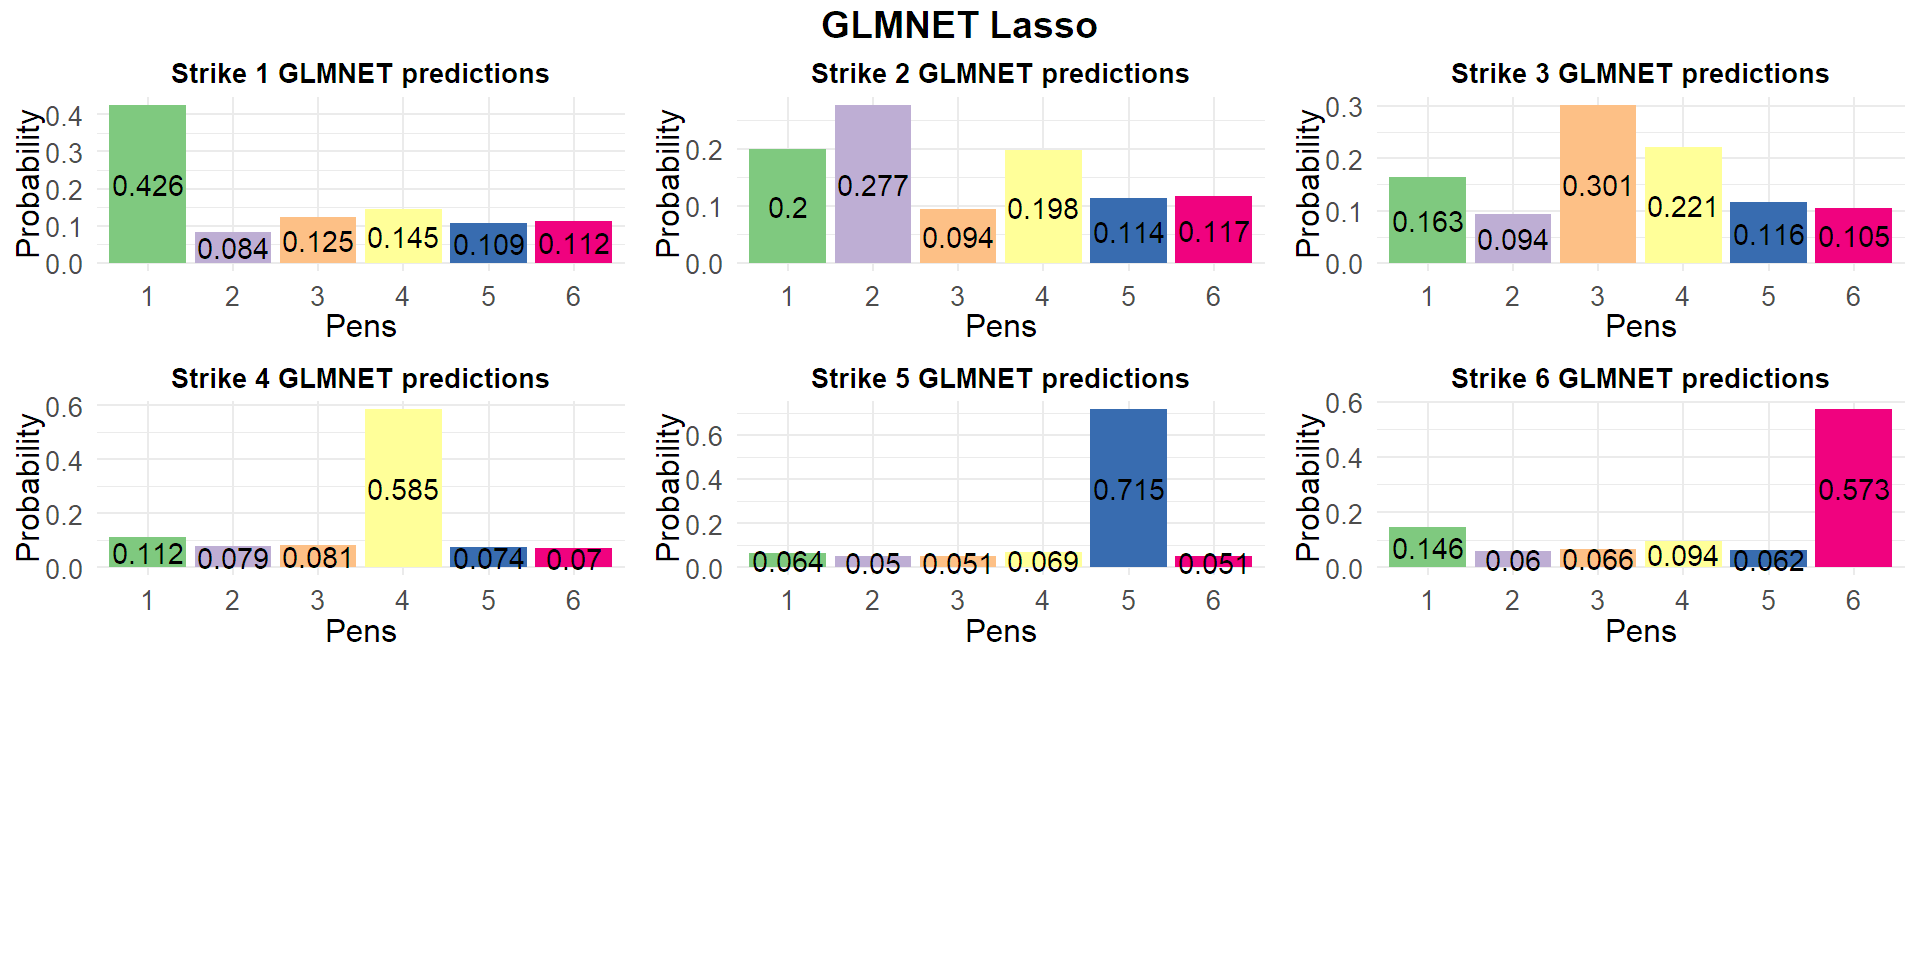 GLMNET Lasso
Strike 1 GLMNET predictions
Probability
0.4
0.3
0.2
0.1
0.0
0.426
0.084
0.125
0.145
0.109
0.112
1 2 3 4 5 6
Pens
Strike 2 GLMNET predictions
Probability
0.2
0.1
0.0
0.2
0.277
0.094
0.198
0.114
0.117
1 2 3 4 5 6
Pens
Strike 3 GLMNET predictions
Probability
0.3
0.2
0.1
0.0
0.163
0.094
0.301
0.221
0.116
0.105
1 2 3 4 5 6
Pens
Strike 4 GLMNET predictions
Probability
0.6
0.4
0.2
0.0
0.112
0.079
0.081
0.585
0.074
0.07
1 2 3 4 5 6
Pens
Strike 5 GLMNET predictions
Probability
0.6
0.4
0.2
0.0
0.064
0.05
0.051
0.069
0.715
0.051
1 2 3 4 5 6
Pens
Strike 6 GLMNET predictions
Probability
0.6
0.4
0.2
0.0
0.146
0.06
0.066
0.094
0.062
0.573
1 2 3 4 5 6
Pens